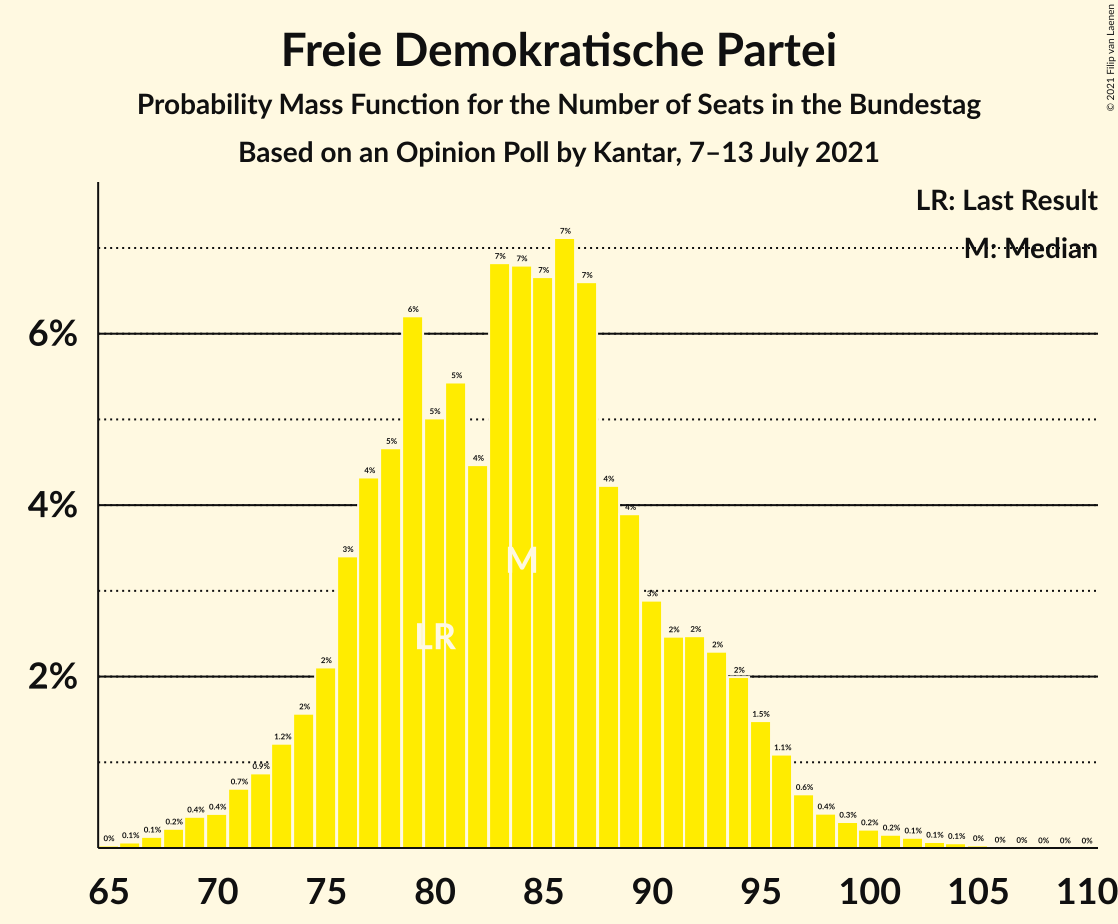 Freie Demokratische Partei
Probability Mass Function for the Number of Seats in the Bundestag
Based on an Opinion Poll by Kantar, 7–13 July 2021
© 2021 Filip van Laenen
LR: Last Result
M: Median
6%
4%
2%
0% 0.1% 0.1% 0.2% 0.4% 0.4% 0.7% 0.9% 1.2% 2% 2% 3% 4% 5% 6% 5% 5% 4% 7% 7% 7% 7% 7% 4% 4% 3% 2% 2% 2% 2% 1.5% 1.1% 0.6% 0.4% 0.3% 0.2% 0.2% 0.1% 0.1% 0.1% 0% 0% 0% 0% 0% 0%
M
LR
65 70 75 80 85 90 95 100 105 110